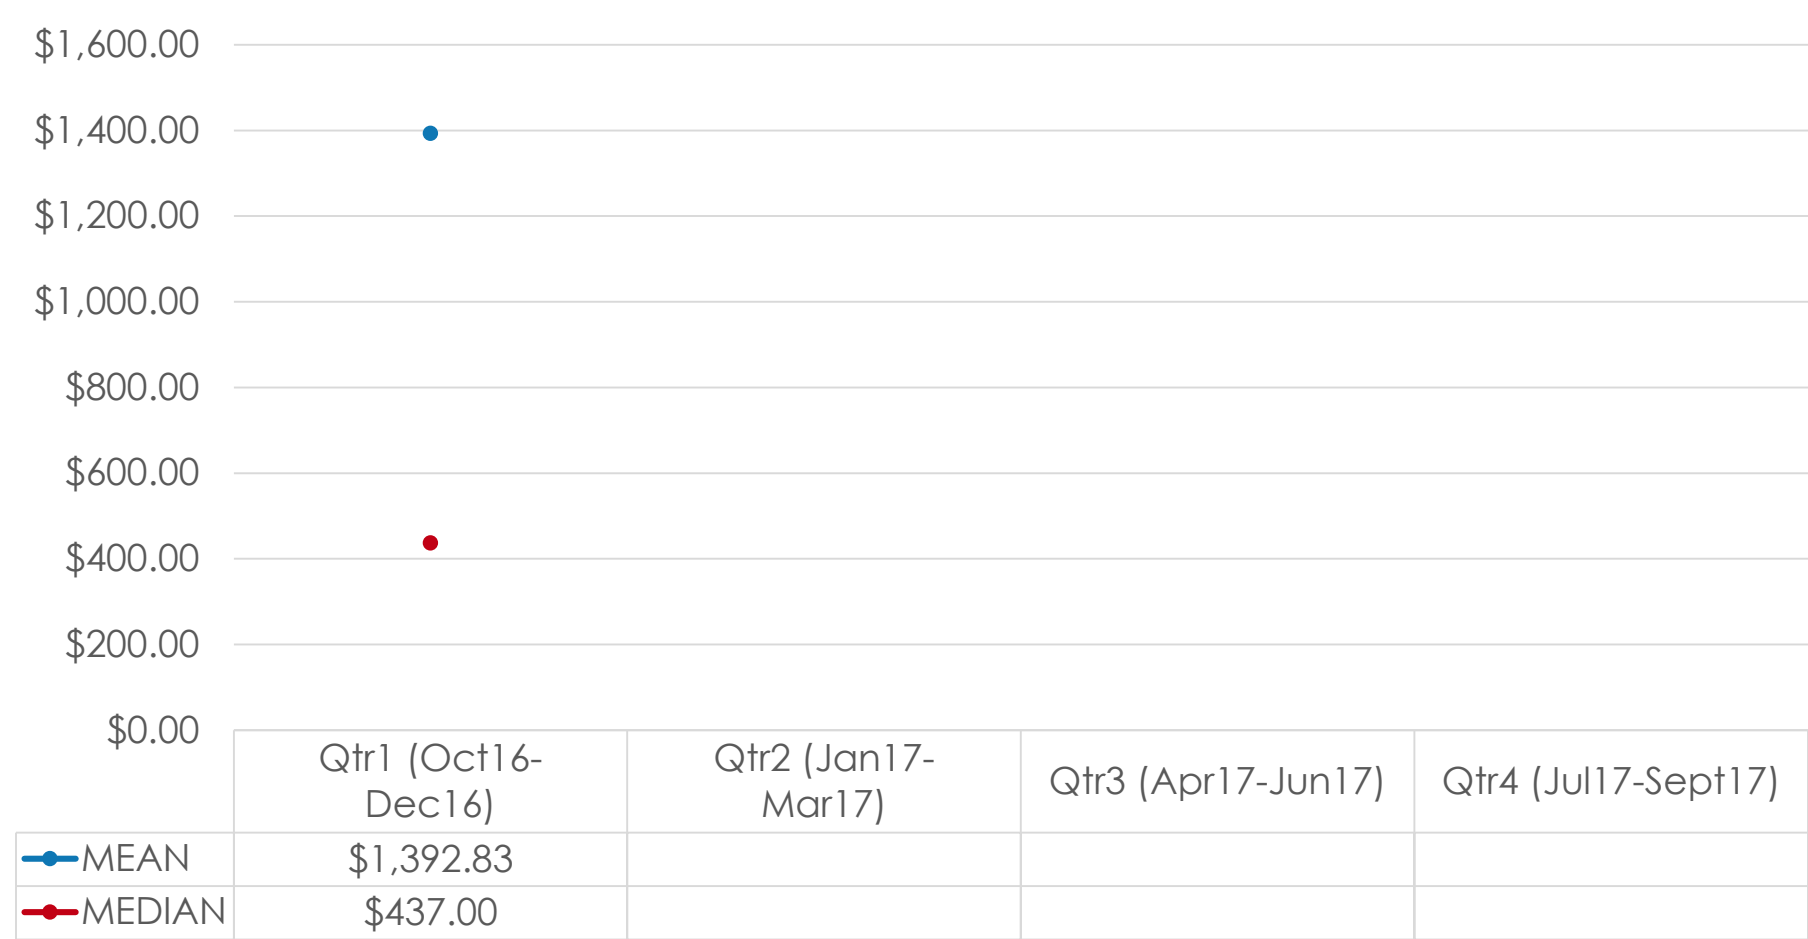 $1,600.00
$1,400.00
$1,200.00
$1,000.00
$800.00
$600.00
$400.00
$200.00
$0.00
Qtr1 (Oct16-
Dec16)
Qtr2 (Jan17-
Mar17)
Qtr3 (Apr17-Jun17)
Qtr4 (Jul17-Sept17)
MEAN $1,392.83
MEDIAN $437.00